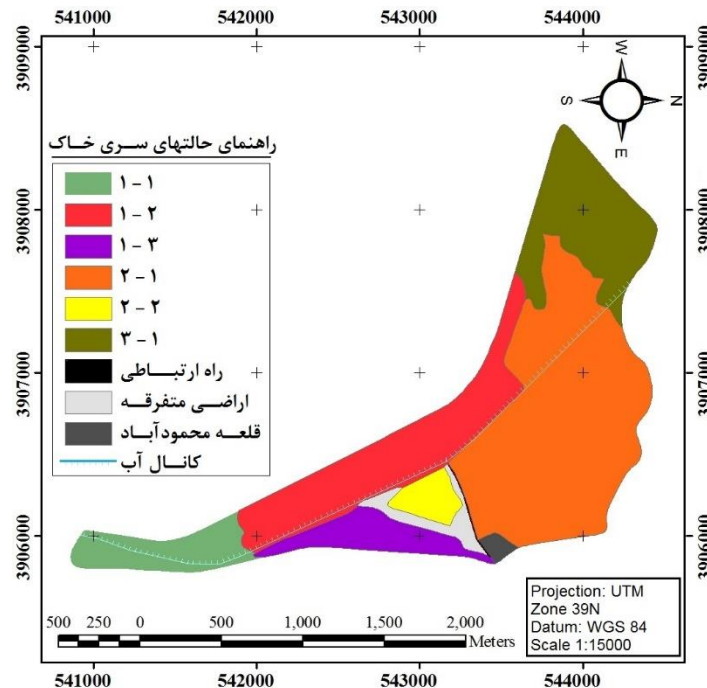 541000 542000 543000 544000
3909000 3909000
W
S N
E
راهنمای حالتهای سری خاک
۱ - ۱
۱ - ۲
۱ - ۳
۲ - ۱
۲ - ۲
۳ - ۱
راه ارتباطی
اراضی متفرقه
قلعه محمودآباد
کانال آب
3908000 3908000
3907000 3907000
3906000 3906000
500 250 0 500 1,000 1,500 2,000
Meters
Projection: UTM
Zone 39N
Datum: WGS 84
Scale 1:15000
541000 542000 543000 544000